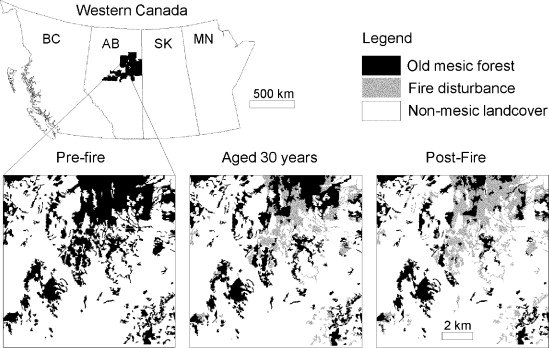 Western Canada
BC
AB
SK
MN
500 km
Legend
Old mesic forest
Fire disturbance
Non-mesic landcover
Pre-fire
Aged 30 years
Post-Fire
2 km